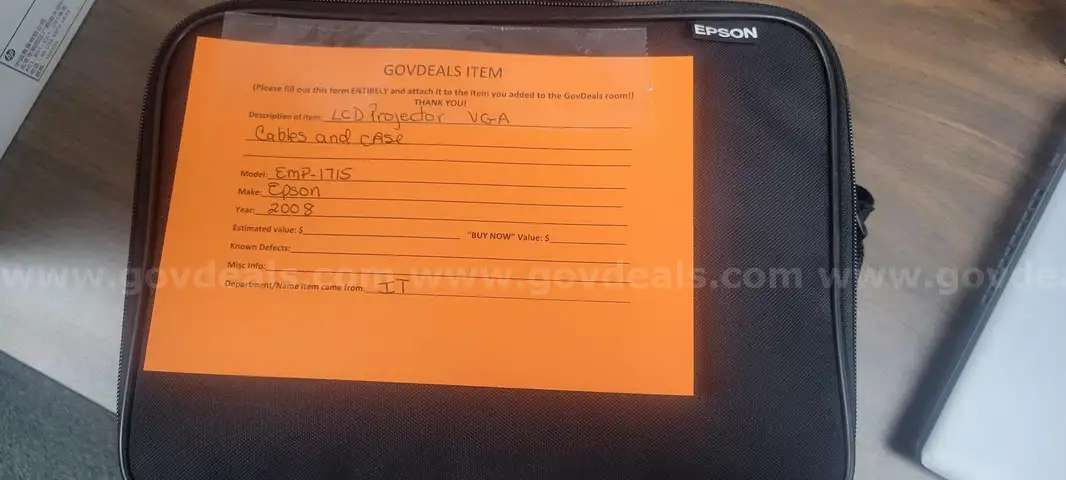 EPSON
GOVDEALS ITEM
(Please fill out this form ENTIRELY and attach it to the item you added to the GovDeals room!)
THANK YOU!
Description of item: LCD Projector VGA
Cables and CASE
Model: EMP-1715
Make: Epson
Year: 2008
Estimated value: $ "BUY NOW" Value: $
Known Defects:
Misc Info:
www.govdeals.com www.govdeals.com www.govdeals
Department/Name item came from: IT
hp